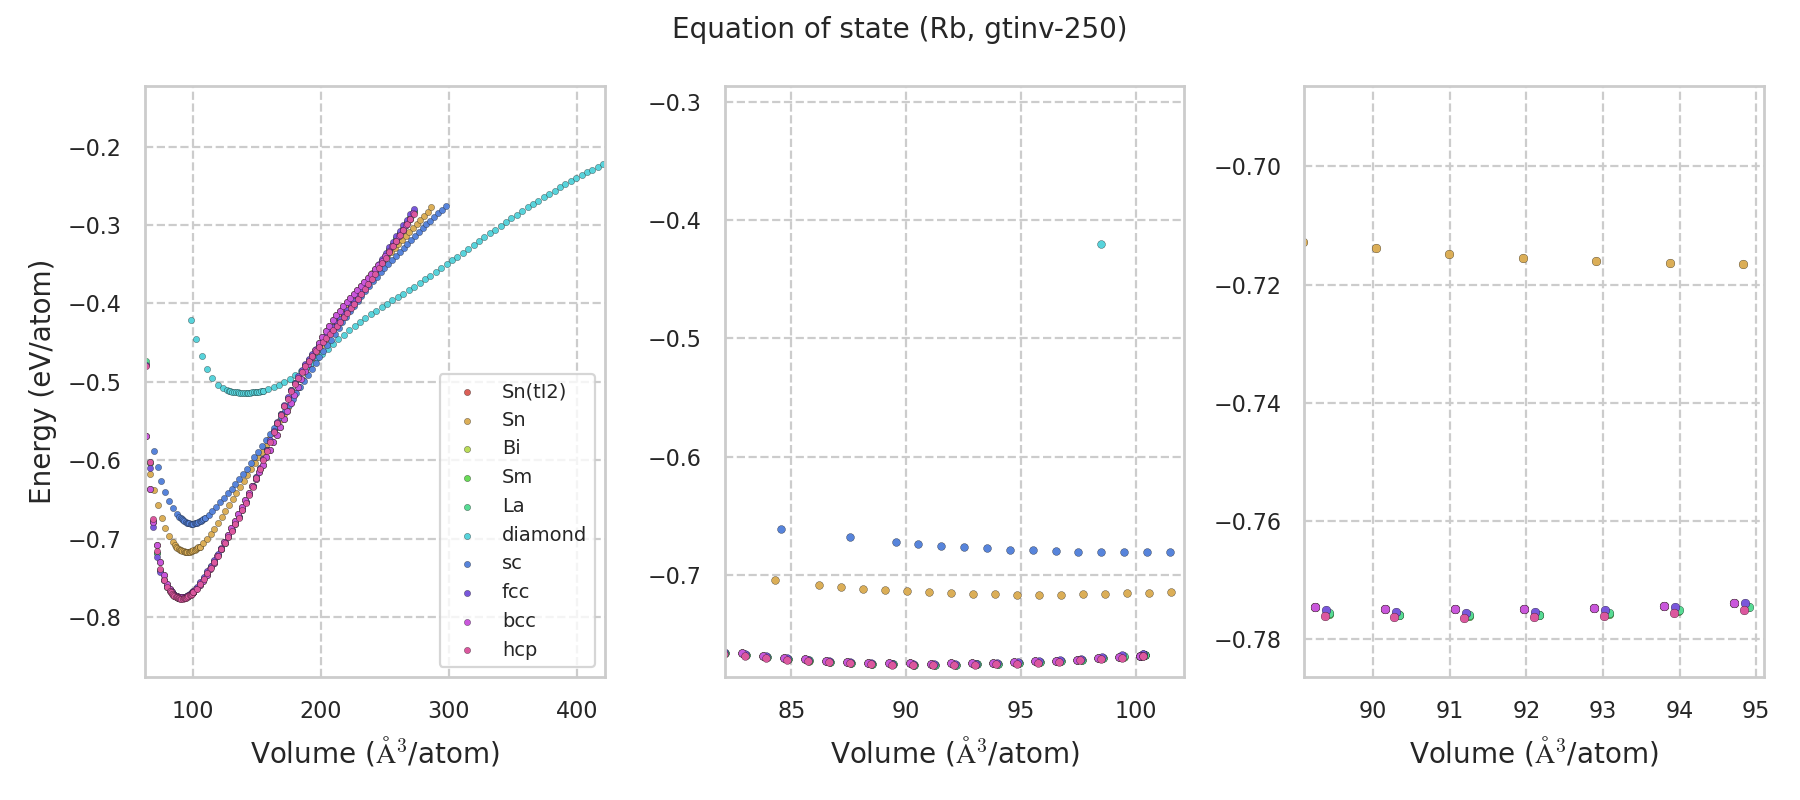 Equation of state (Rb, gtinv-250)
Energy (eV/atom)
−0.2
−0.3
−0.4
−0.5
−0.6
−0.7
−0.8
100 200 300 400
Volume (Å³/atom)
Sn(tI2)
Sn
Bi
Sm
La
diamond
sc
fcc
bcc
hcp
−0.3
−0.4
−0.5
−0.6
−0.7
85 90 95 100
Volume (Å³/atom)
−0.70
−0.72
−0.74
−0.76
−0.78
90 91 92 93 94 95
Volume (Å³/atom)